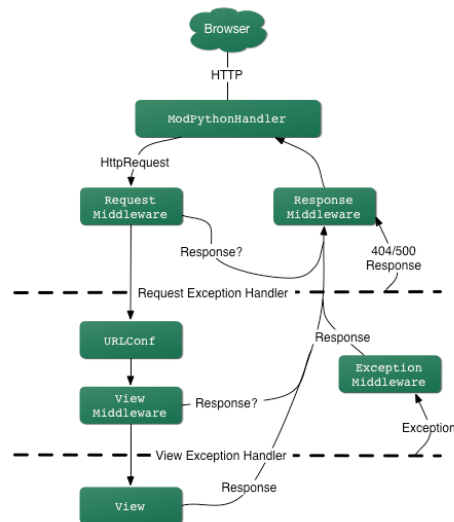 Browser
HTTP
ModPythonHandler
HttpRequest
Request
Middleware
Response
Middleware
Response?
404/500
Response
Request Exception Handler
URLConf
Response
Exception
Middleware
View
Middleware
Response?
Exception
View Exception Handler
View
Response